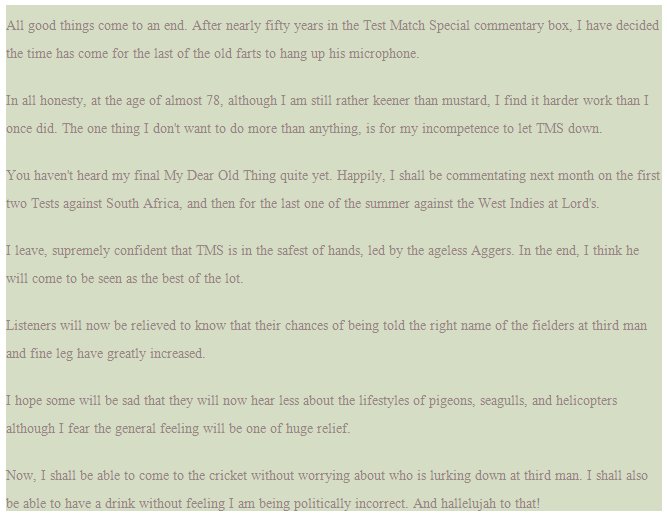 All good things come to an end. After nearly fifty years in the Test Match Special commentary box, I have decided
the time has come for the last of the old farts to hang up his microphone.
In all honesty, at the age of almost 78, although I am still rather keener than mustard, I find it harder work than I
once did. The one thing I don't want to do more than anything, is for my incompetence to let TMS down.
You haven't heard my final My Dear Old Thing quite yet. Happily, I shall be commentating next month on the first
two Tests against South Africa, and then for the last one of the summer against the West Indies at Lord's.
I leave, supremely confident that TMS is in the safest of hands, led by the ageless Aggers. In the end, I think he
will come to be seen as the best of the lot.
Listeners will now be relieved to know that their chances of being told the right name of the fielders at third man
and fine leg have greatly increased.
I hope some will be sad that they will now hear less about the lifestyles of pigeons, seagulls, and helicopters
although I fear the general feeling will be one of huge relief.
Now, I shall be able to come to the cricket without worrying about who is lurking down at third man. I shall also
be able to have a drink without feeling I am being politically incorrect. And hallelujah to that!